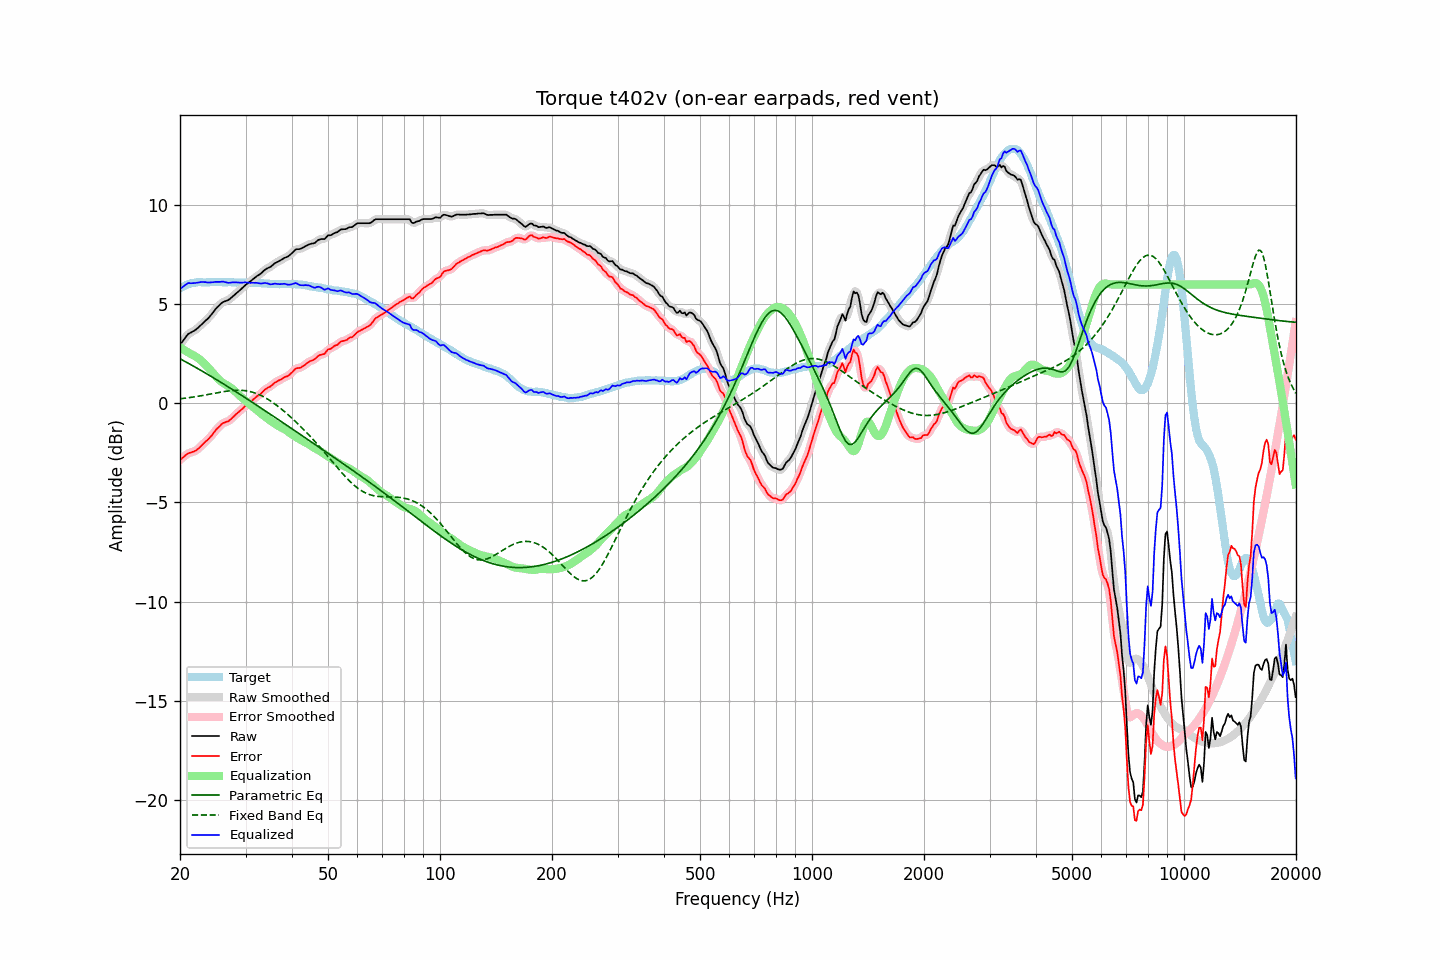 Torque t402v (on-ear earpads, red vent)
Amplitude (dBr)
10
5
0
−5
−10
−15
−20
Target
Raw Smoothed
Error Smoothed
Raw
Error
Equalization
Parametric Eq
Fixed Band Eq
Equalized
20
50
100
200
500
1000
2000
5000
10000
20000
Frequency (Hz)